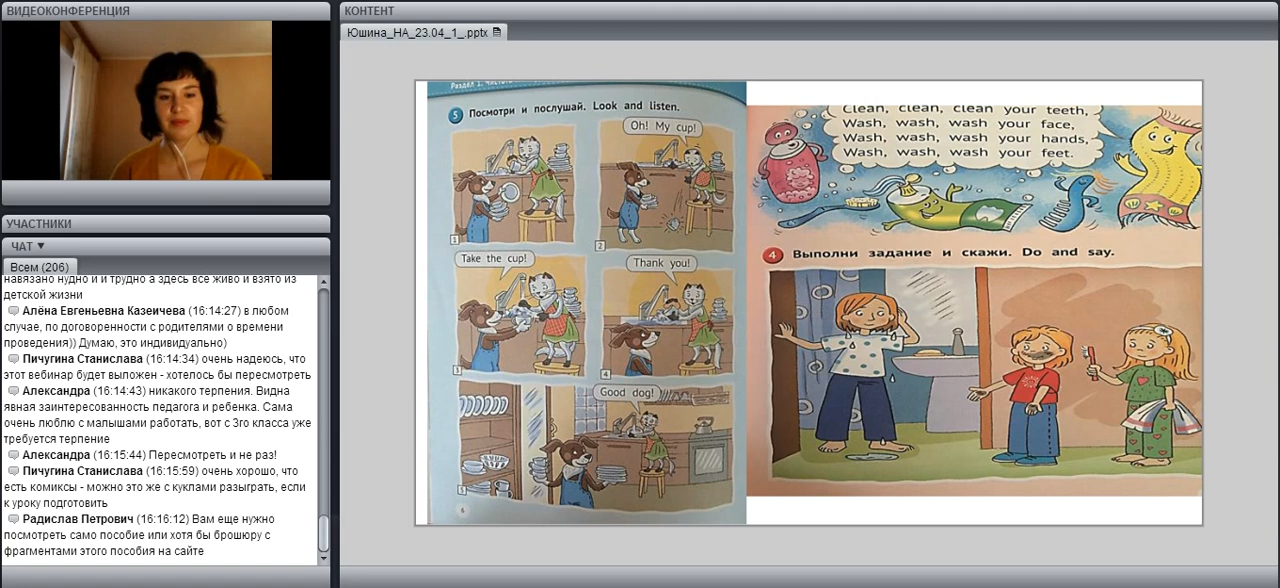 ВИДЕОКОНФЕРЕНЦИЯ
УЧАСТНИКИ
ЧАТ
Всем (206)
навязано нудно и и трудно а здесь все живо и взято из
детской жизни
Алёна Евгеньевна Казеичева (16:14:27) в любом
случае, по договоренности с родителями о времени
проведения)) Думаю, это индивидуально)
Пичугина Станислава (16:14:34) очень надеюсь, что
этот вебинар будет выложен - хотелось бы пересмотреть
Александра (16:14:43) никакого терпения. Видна
явная заинтересованность педагога и ребенка. Сама
очень люблю с малышами работать, вот с 3го класса уже
требуется терпение
Александра (16:15:44) Пересмотреть и не раз!
Пичугина Станислава (16:15:59) очень хорошо, что
есть комиксы - можно это же с куклами разыграть, если
к уроку подготовить
Радислав Петрович (16:16:12) Вам еще нужно
посмотреть само пособие или хотя бы брошюру с
фрагментами этого пособия на сайте
КОНТЕНТ
Юшина_НА_23.04_1_.pptx
Раздел 1.
5 Посмотри и послушай. Look and listen.
Oh! My cup!
1
2
Take the cup!
Thank you!
3
4
Good dog!
5
6
Clean, clean, clean your teeth,
Wash, wash, wash your face,
Wash, wash, wash your hands,
Wash, wash, wash your feet.
4 Выполни задание и скажи. Do and say.